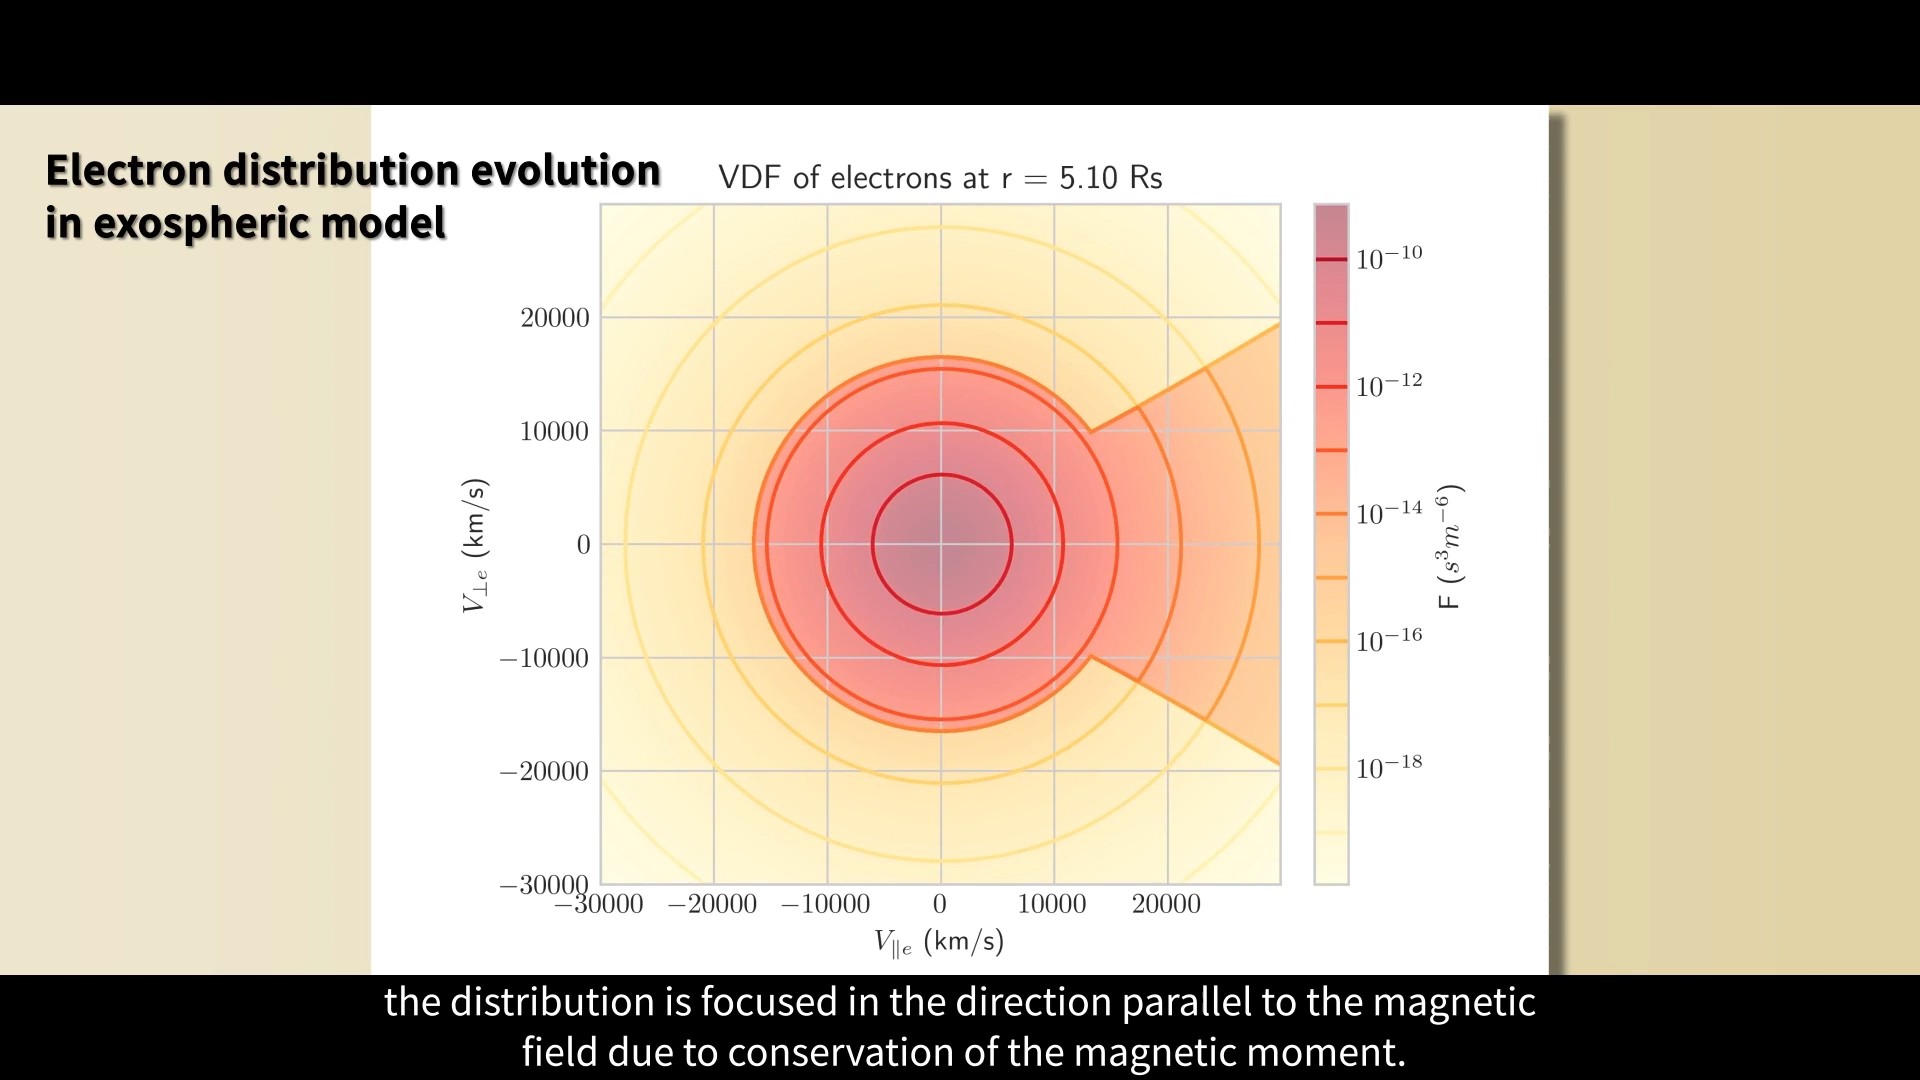 Electron distribution evolution
in exospheric model
VDF of electrons at r = 5.10 Rs
20000
10000
0
−10000
−20000
−30000
V⊥e (km/s)
−30000 −20000 −10000 0 10000 20000
V∥e (km/s)
10⁻¹⁰
10⁻¹²
10⁻¹⁴
10⁻¹⁶
10⁻¹⁸
F (s³m⁻⁶)
the distribution is focused in the direction parallel to the magnetic
field due to conservation of the magnetic moment.